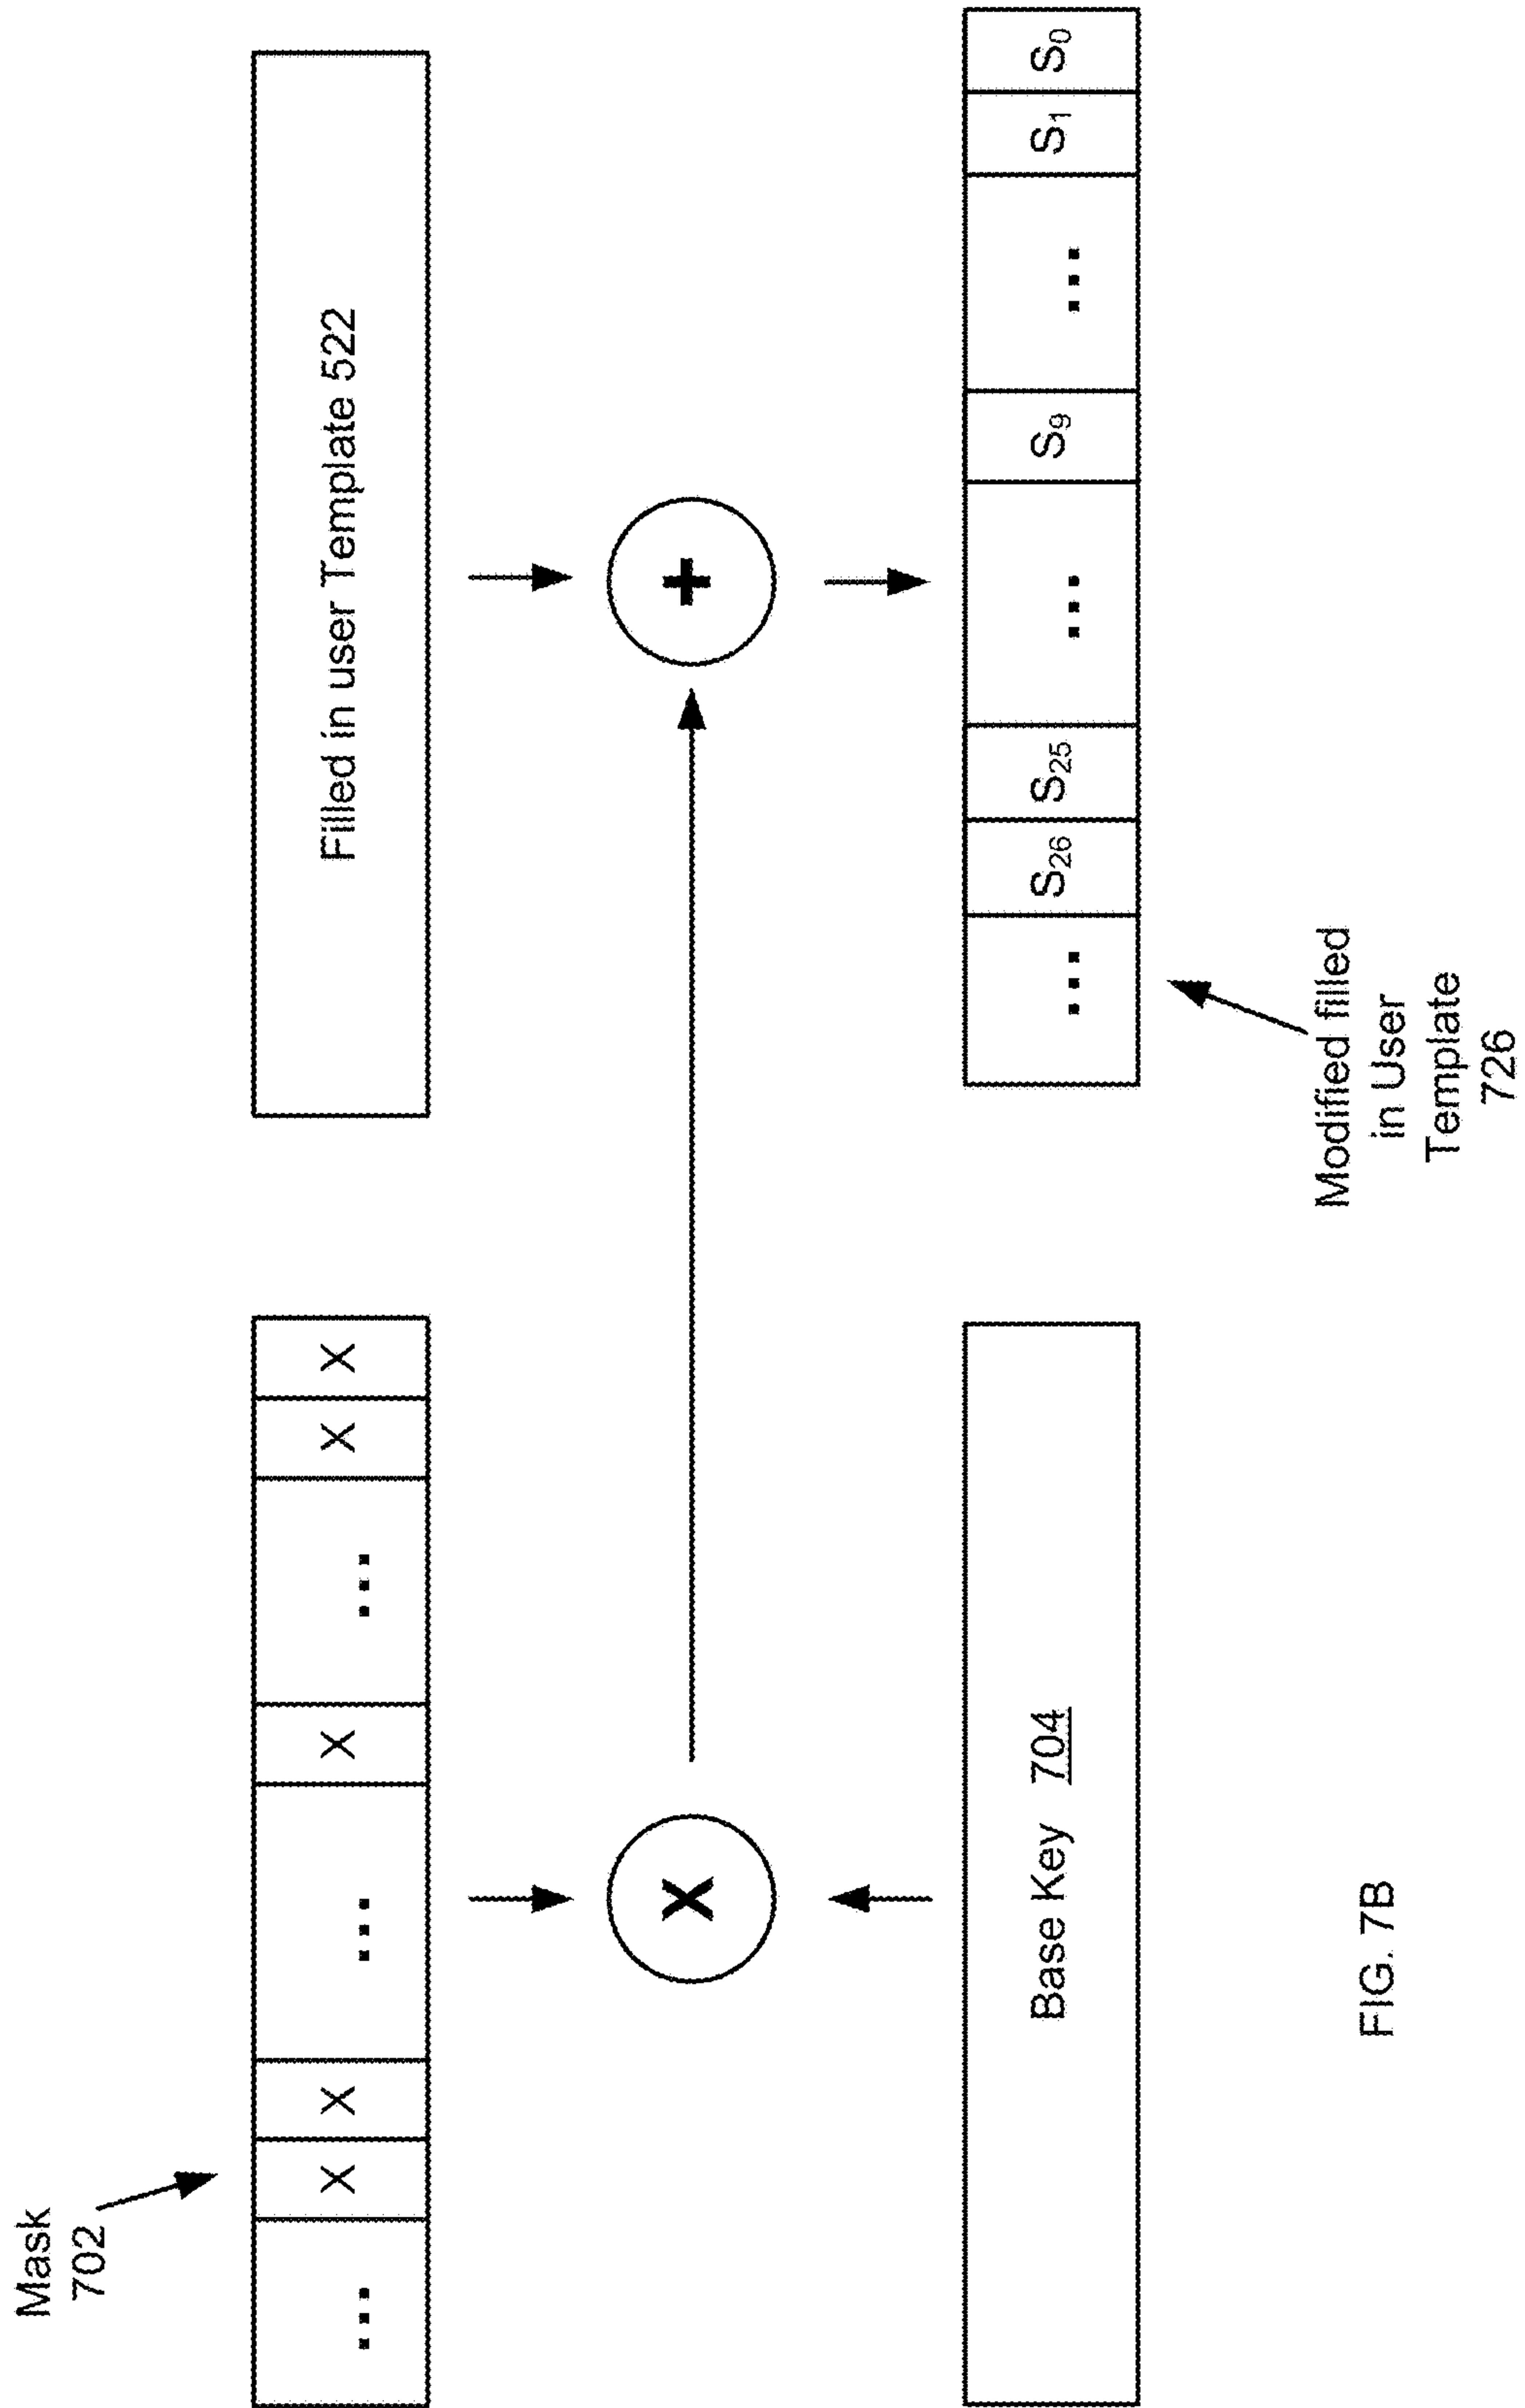 Mask
702
... X X ... X ... X X
Filled in user Template 522
X
+
Base Key 704
... S26 S25 ... S9 ... S1 S0
Modified filled
in User
Template
726
FIG. 7B